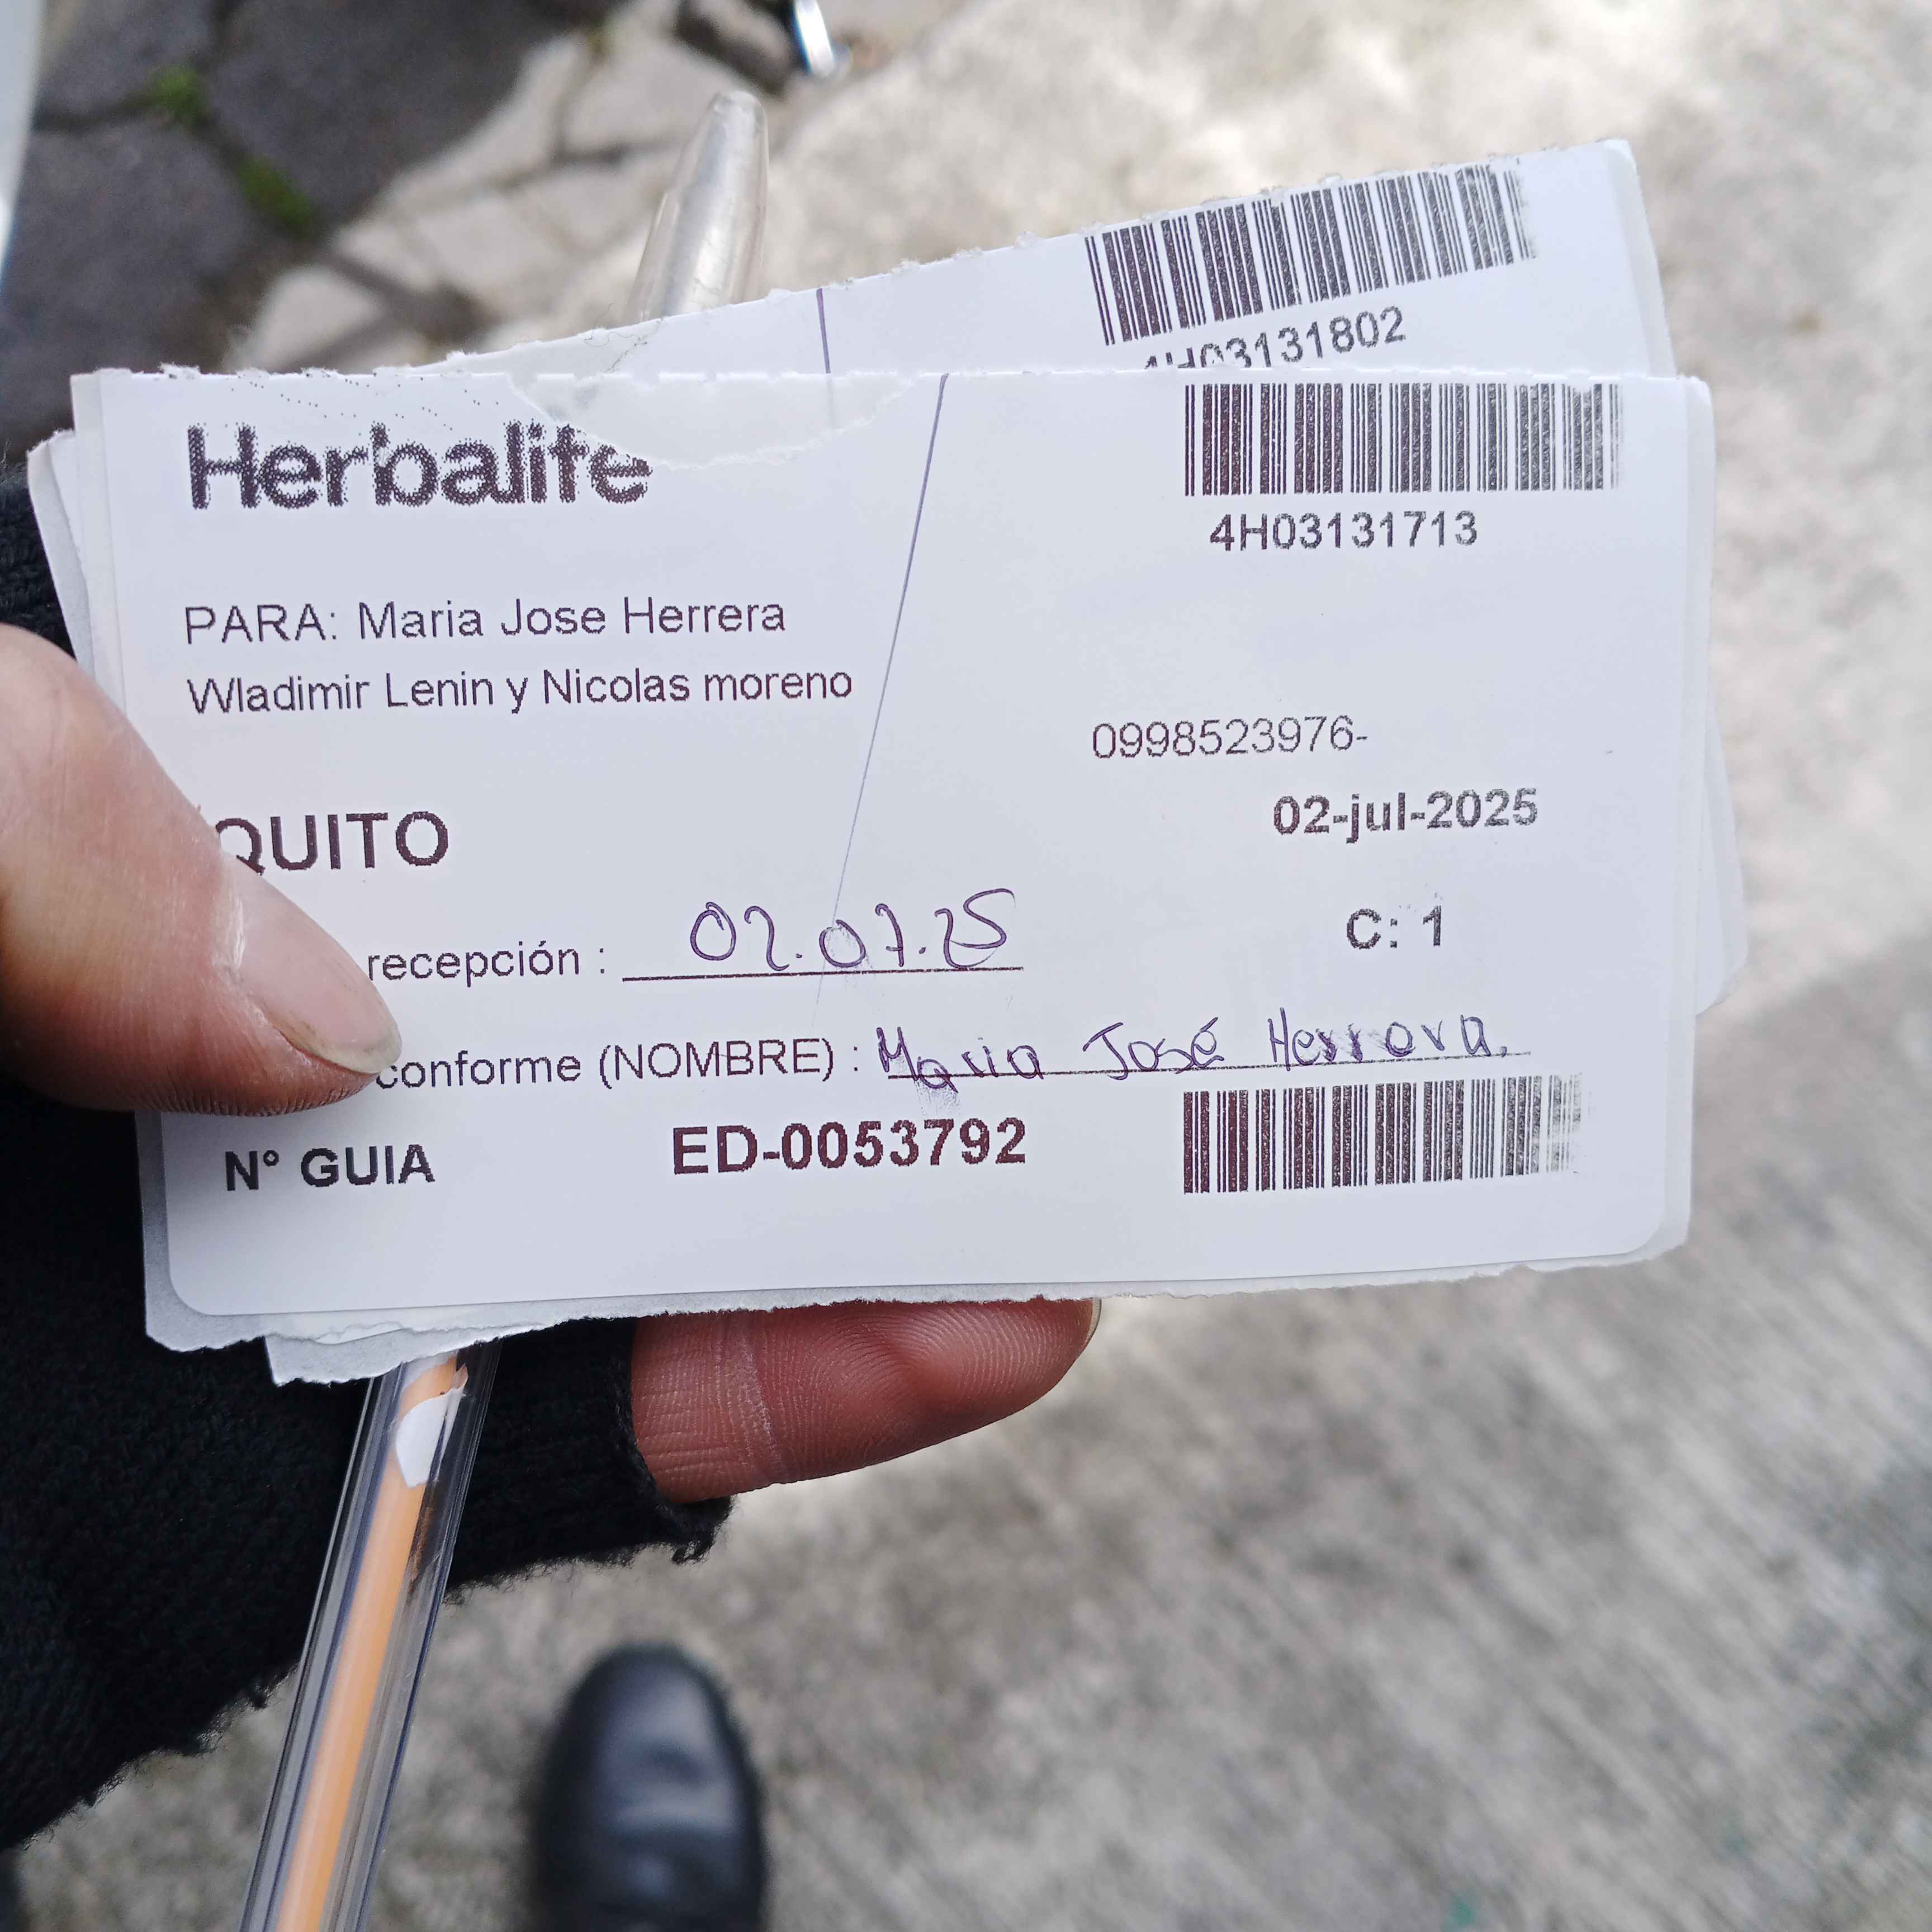 03131802
Herbalife
4H03131713
PARA: Maria Jose Herrera
Wladimir Lenin y Nicolas moreno
0998523976-
QUITO
02-jul-2025
recepción : 02.07.25
C: 1
conforme (NOMBRE) : Maria José Herrera.
N° GUIA ED-0053792